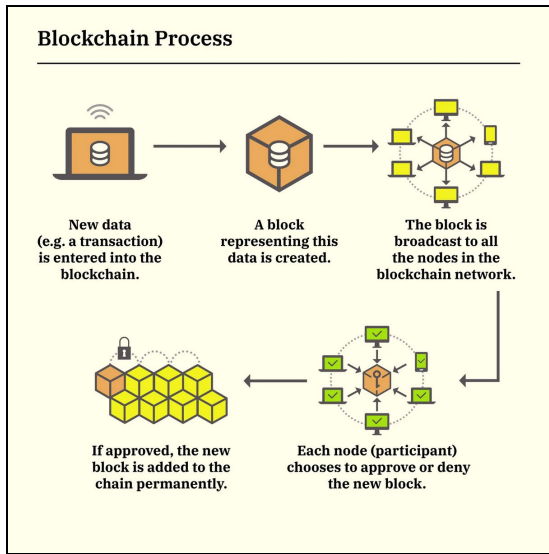 Blockchain Process
New data
(e.g. a transaction)
is entered into the
blockchain.
A block
representing this
data is created.
The block is
broadcast to all
the nodes in the
blockchain network.
If approved, the new
block is added to the
chain permanently.
Each node (participant)
chooses to approve or deny
the new block.